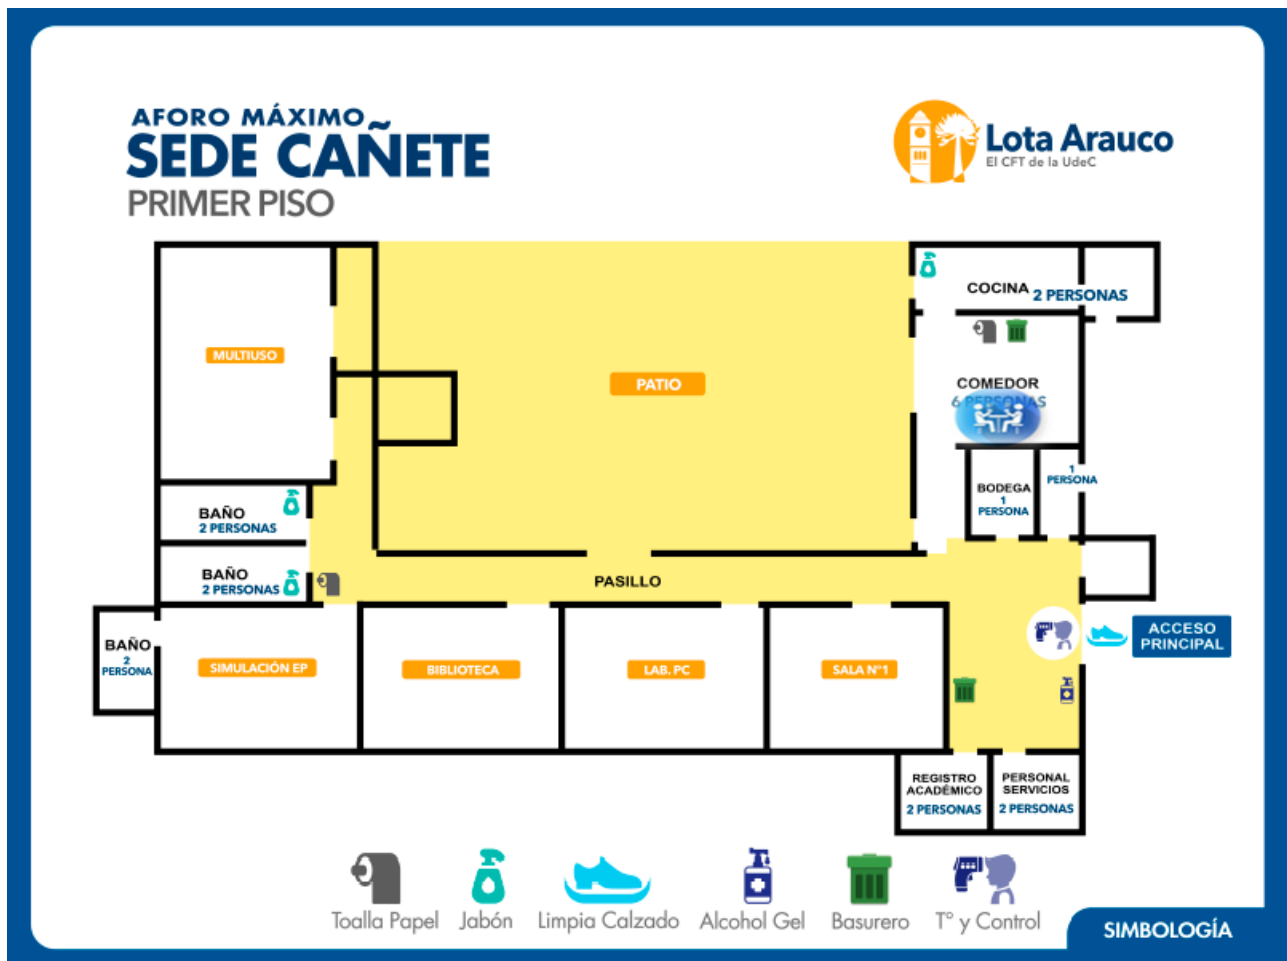 AFORO MÁXIMO
SEDE CAÑETE
PRIMER PISO
Lota Arauco
El CFT de la UdeC
COCINA 2 PERSONAS
MULTIUSO
PATIO
COMEDOR
6 PERSONAS
1
PERSONA
BODEGA
1
PERSONA
BAÑO
2 PERSONAS
BAÑO
2 PERSONAS
PASILLO
BAÑO
2
PERSONA
SIMULACIÓN EP
BIBLIOTECA
LAB. PC
SALA N°1
ACCESO
PRINCIPAL
REGISTRO
ACADÉMICO
2 PERSONAS
PERSONAL
SERVICIOS
2 PERSONAS
Toalla Papel
Jabón
Limpia Calzado
Alcohol Gel
Basurero
T° y Control
SIMBOLOGÍA